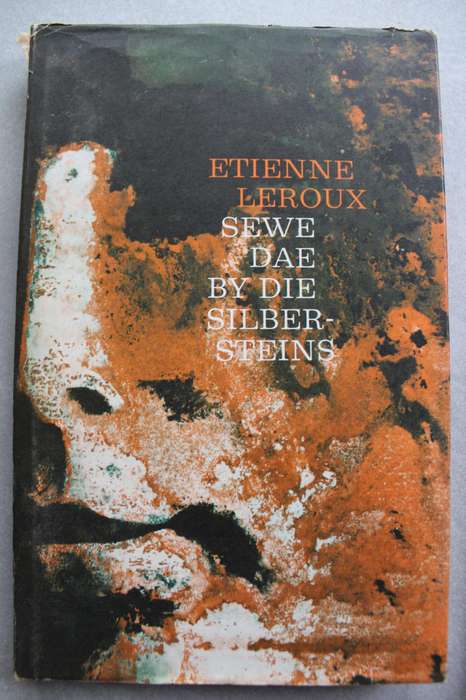 ETIENNE
LEROUX
SEWE
DAE
BY DIE
SILBER-
STEINS